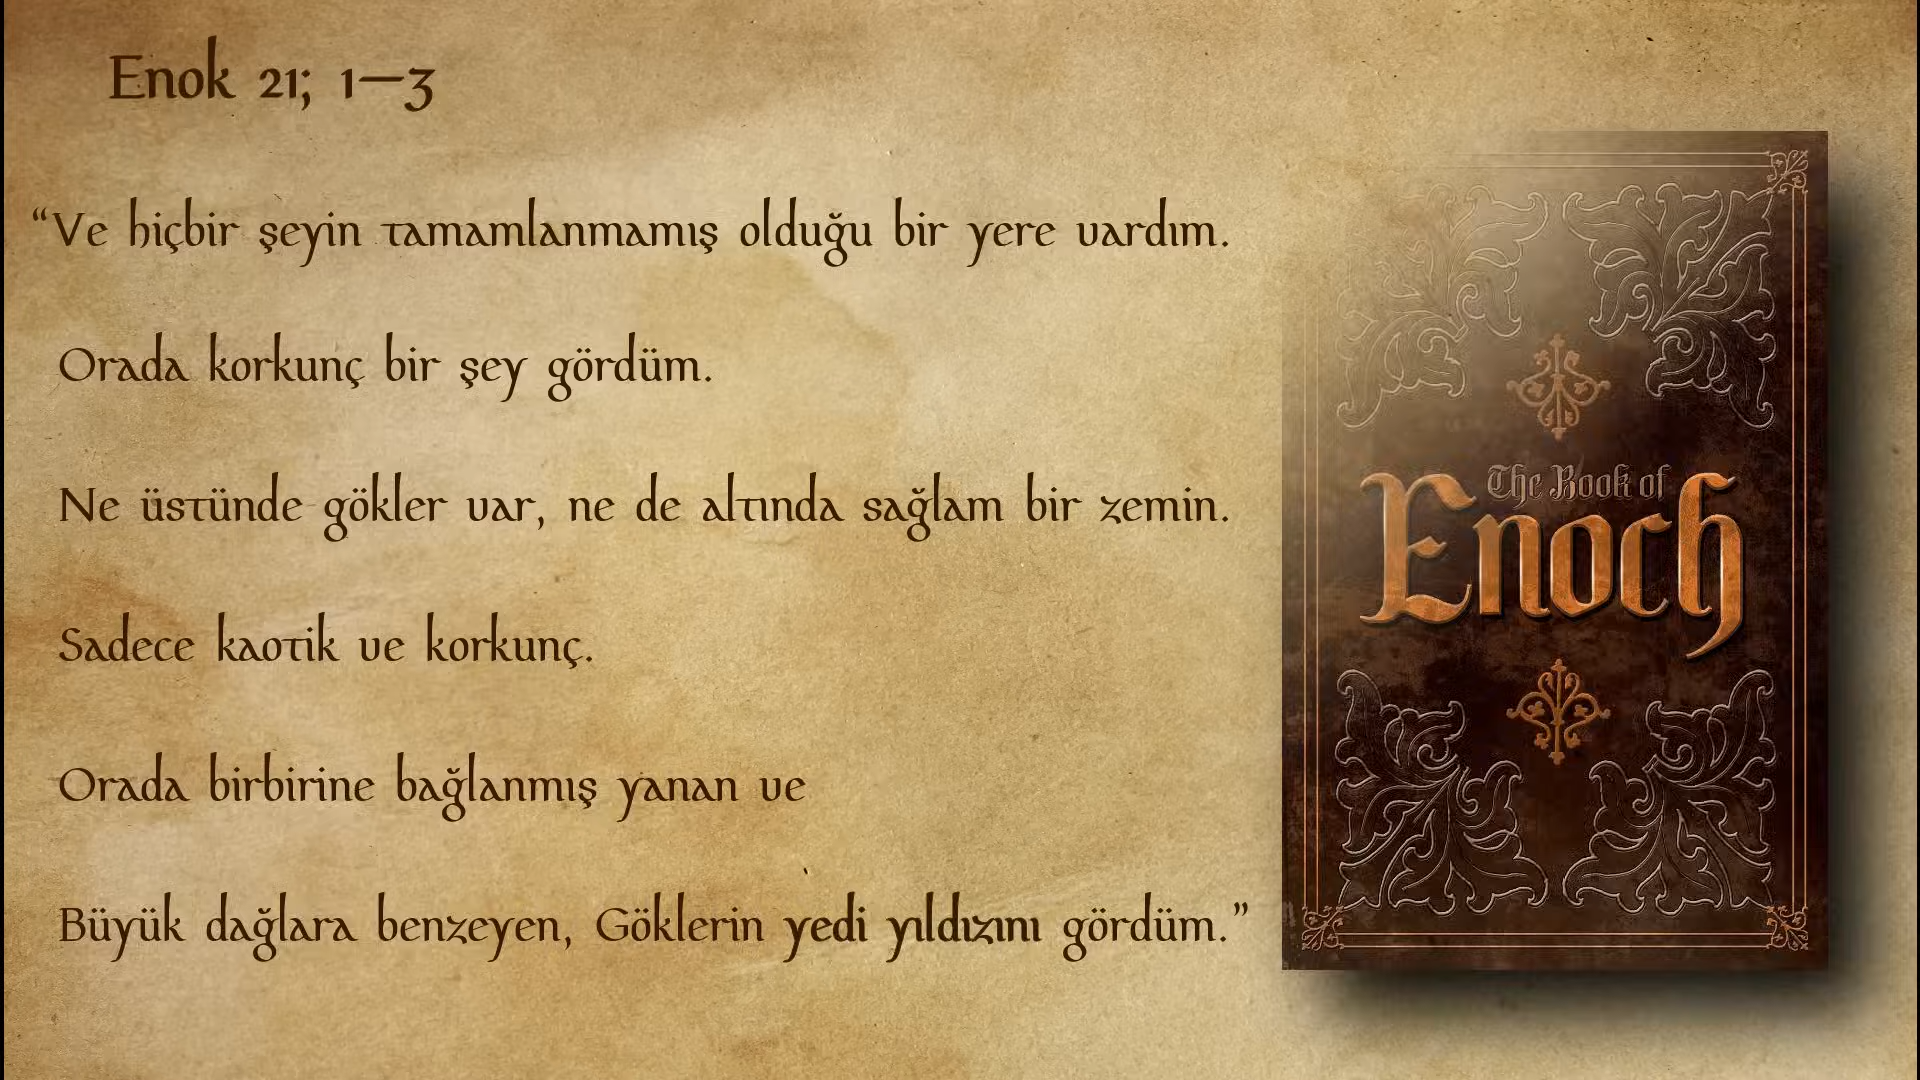 Enok 21; 1—3
“Ve hiçbir şeyin tamamlanmamış olduğu bir yere vardım.
Orada korkunç bir şey gördüm.
Ne üstünde gökler var, ne de altında sağlam bir zemin.
Sadece kaotik ve korkunç.
Orada birbirine bağlanmış yanan ve
Büyük dağlara benzeyen, Göklerin yedi yıldızını gördüm.”
The Book of
Enoch